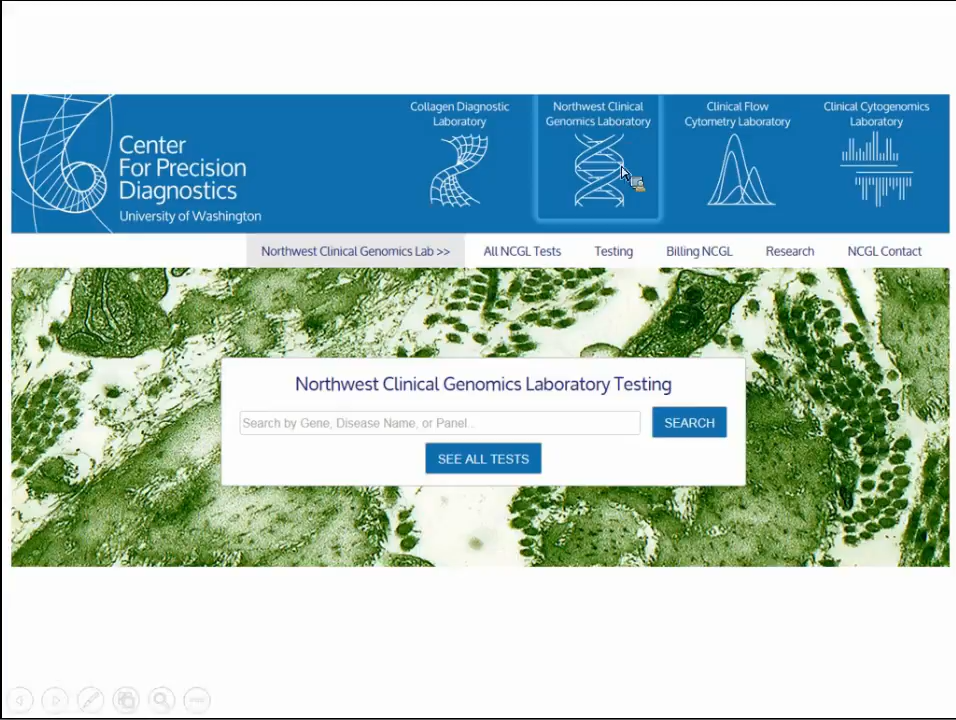 Collagen Diagnostic
Laboratory
Northwest Clinical
Genomics Laboratory
Clinical Flow
Cytometry Laboratory
Clinical Cytogenomics
Laboratory
Center
For Precision
Diagnostics
University of Washington
Northwest Clinical Genomics Lab >>
All NCGL Tests
Testing
Billing NCGL
Research
NCGL Contact
Northwest Clinical Genomics Laboratory Testing
Search by Gene, Disease Name, or Panel...
SEARCH
SEE ALL TESTS